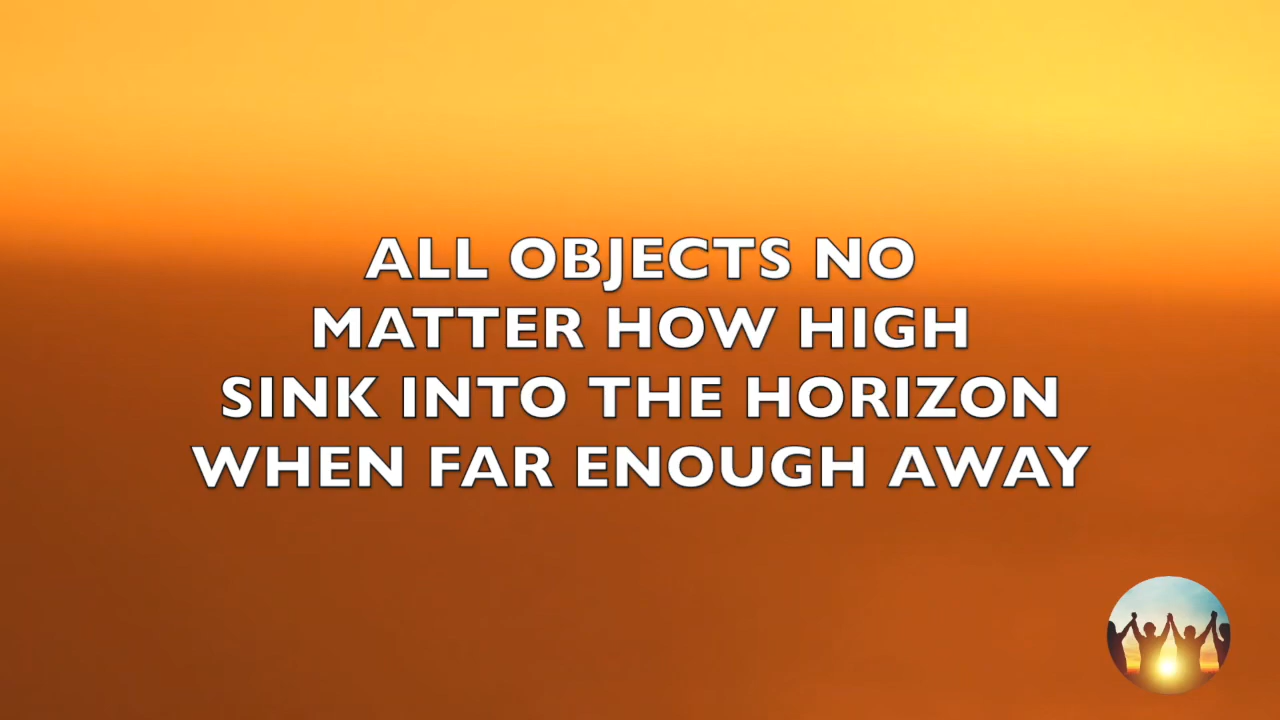 ALL OBJECTS NO
MATTER HOW HIGH
SINK INTO THE HORIZON
WHEN FAR ENOUGH AWAY